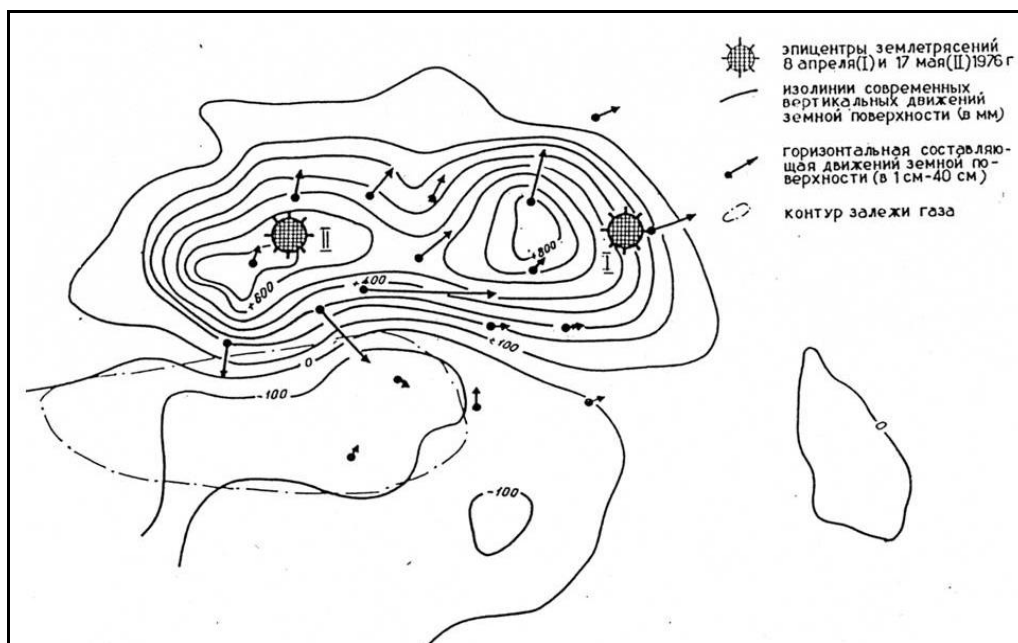 эпицентры землетрясений
8 апреля(I) и 17 мая(II)1976г
изолинии современных
вертикальных движений
земной поверхности (в мм)
горизонтальная составляю-
щая движений земной по-
верхности (в 1 см-40 см)
контур залежи газа
II
I
+800
+600
+400
+100
0
-100
-100
0